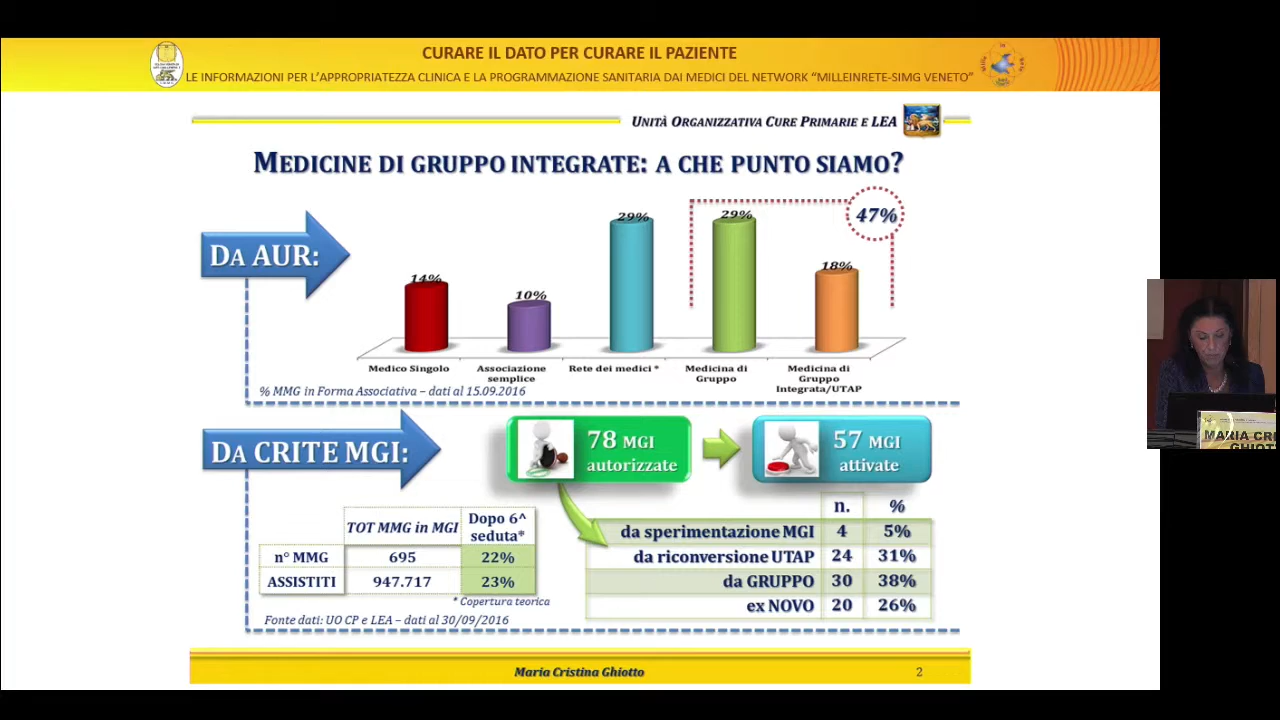 CURARE IL DATO PER CURARE IL PAZIENTE
LE INFORMAZIONI PER L'APPROPRIATEZZA CLINICA E LA PROGRAMMAZIONE SANITARIA DAI MEDICI DEL NETWORK "MILLEINRETE-SIMG VENETO"
UNITÀ ORGANIZZATIVA CURE PRIMARIE E LEA
MEDICINE DI GRUPPO INTEGRATE: A CHE PUNTO SIAMO?
DA AUR:
14%
10%
29%
29%
18%
47%
Medico Singolo
Associazione semplice
Rete dei medici *
Medicina di Gruppo
Medicina di Gruppo Integrata/UTAP
% MMG in Forma Associativa – dati al 15.09.2016
DA CRITE MGI:
78 MGI autorizzate
57 MGI attivate
TOT MMG in MGI Dopo 6^ seduta*
n° MMG 695 22%
ASSISTITI 947.717 23%
* Copertura teorica
n. %
da sperimentazione MGI 4 5%
da riconversione UTAP 24 31%
da GRUPPO 30 38%
ex NOVO 20 26%
Fonte dati: UO CP e LEA – dati al 30/09/2016
Maria Cristina Ghiotto
2
MARIA CRI
GHIOT